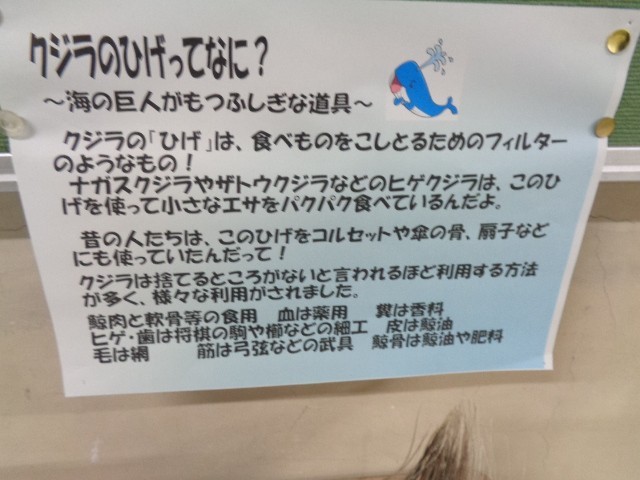 クジラのひげってなに？
～海の巨人がもつふしぎな道具～
クジラの「ひげ」は、食べものをこしとるためのフィルター
のようなもの！
ナガスクジラやザトウクジラなどのヒゲクジラは、このひ
げを使って小さなエサをパクパク食べているんだよ。
昔の人たちは、このひげをコルセットや傘の骨、扇子など
にも使っていたんだって！
クジラは捨てるところがないと言われるほど利用する方法
が多く、様々な利用がされました。
鯨肉と軟骨等の食用 血は薬用 糞は香料
ヒゲ・歯は将棋の駒や櫛などの細工 皮は鯨油
毛は網 筋は弓弦などの武具 鯨骨は鯨油や肥料